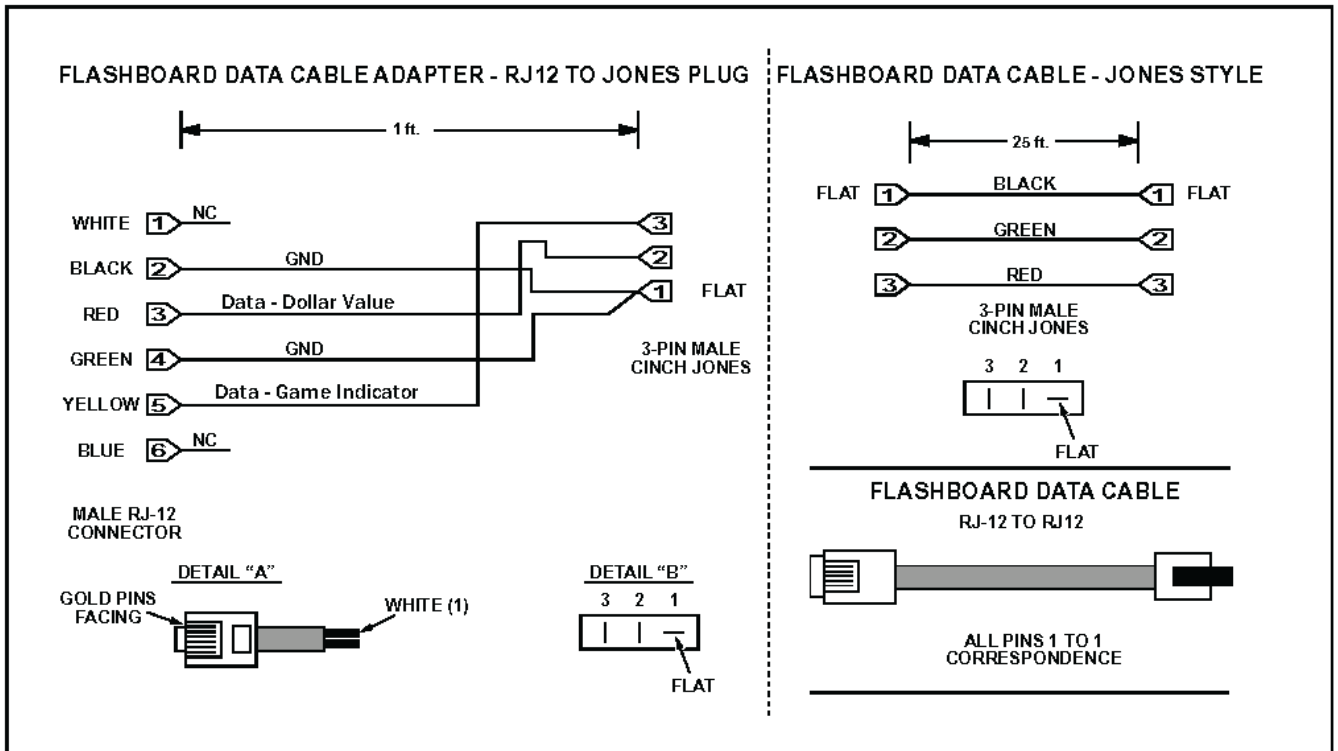 FLASHBOARD DATA CABLE ADAPTER - RJ12 TO JONES PLUG
1 ft.
WHITE 1 NC
3
BLACK 2 GND
2
RED 3 Data - Dollar Value
1 FLAT
GREEN 4 GND
3-PIN MALE
CINCH JONES
YELLOW 5 Data - Game Indicator
BLUE 6 NC
MALE RJ-12
CONNECTOR
DETAIL “A”
GOLD PINS
FACING
WHITE (1)
DETAIL “B”
3 2 1
FLAT
FLASHBOARD DATA CABLE - JONES STYLE
25 ft.
FLAT 1 BLACK 1 FLAT
2 GREEN 2
3 RED 3
3-PIN MALE
CINCH JONES
3 2 1
FLAT
FLASHBOARD DATA CABLE
RJ-12 TO RJ12
ALL PINS 1 TO 1
CORRESPONDENCE